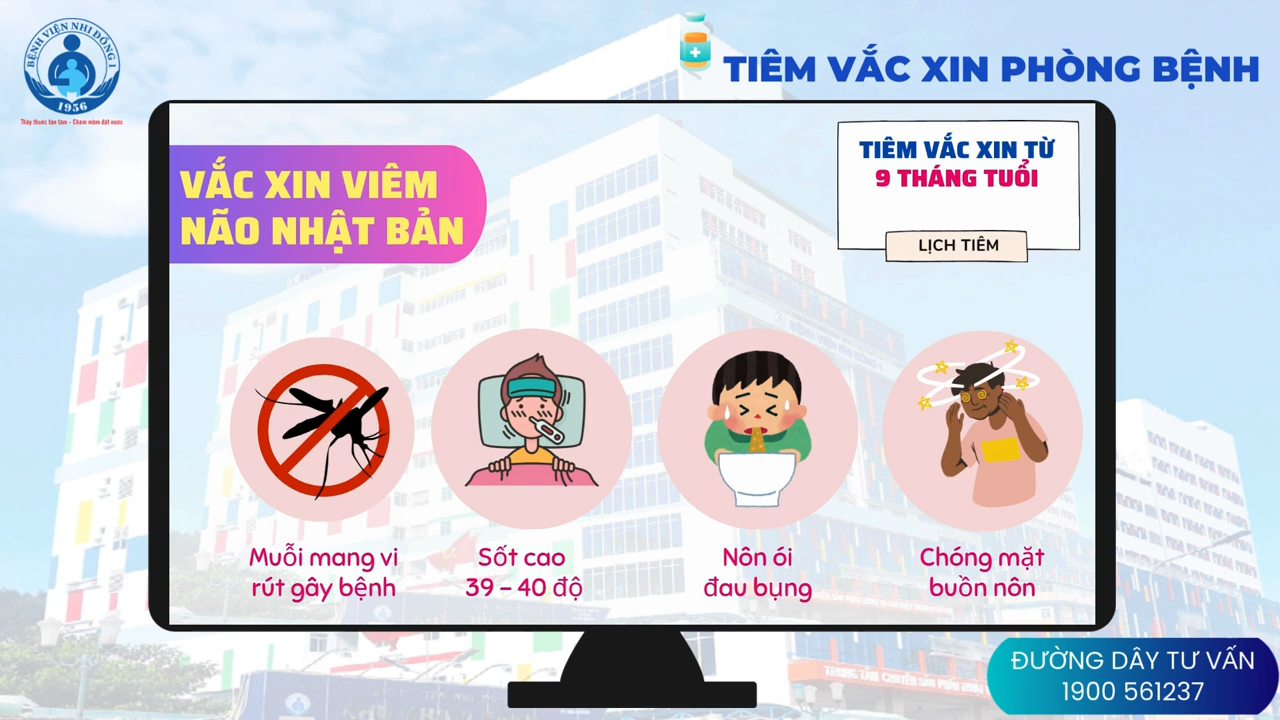 BỆNH VIỆN NHI ĐỒNG 1
1956
TIÊM VẮC XIN PHÒNG BỆNH
VẮC XIN VIÊM
NÃO NHẬT BẢN
TIÊM VẮC XIN TỪ
9 THÁNG TUỔI
LỊCH TIÊM
Muỗi mang vi
rút gây bệnh
Sốt cao
39 – 40 độ
Nôn ói
đau bụng
Chóng mặt
buồn nôn
ĐƯỜNG DÂY TƯ VẤN
1900 561237